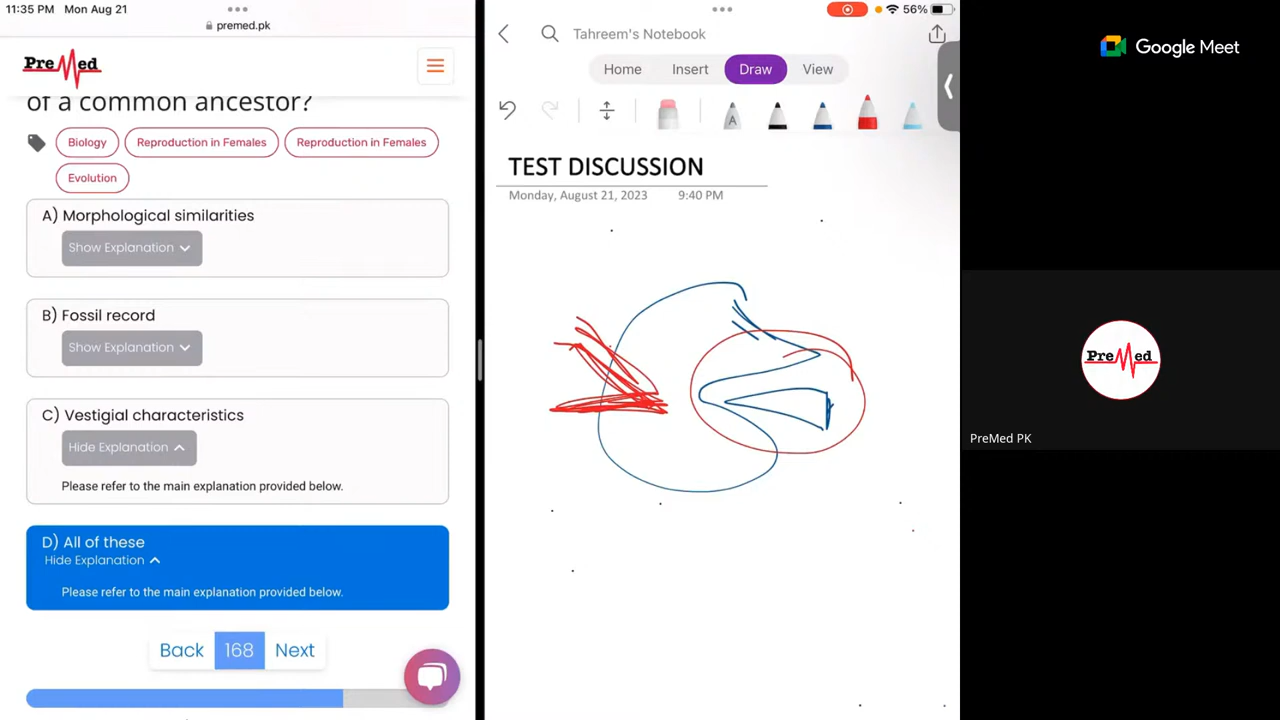 11:35 PM Mon Aug 21
premed.pk
56%
PreMed
of a common ancestor?
Biology
Reproduction in Females
Reproduction in Females
Evolution
A) Morphological similarities
Show Explanation
B) Fossil record
Show Explanation
C) Vestigial characteristics
Hide Explanation
Please refer to the main explanation provided below.
D) All of these
Hide Explanation
Please refer to the main explanation provided below.
Back 168 Next
Tahreem's Notebook
Home Insert Draw View
A
TEST DISCUSSION
Monday, August 21, 2023 9:40 PM
Google Meet
PreMed
PreMed PK